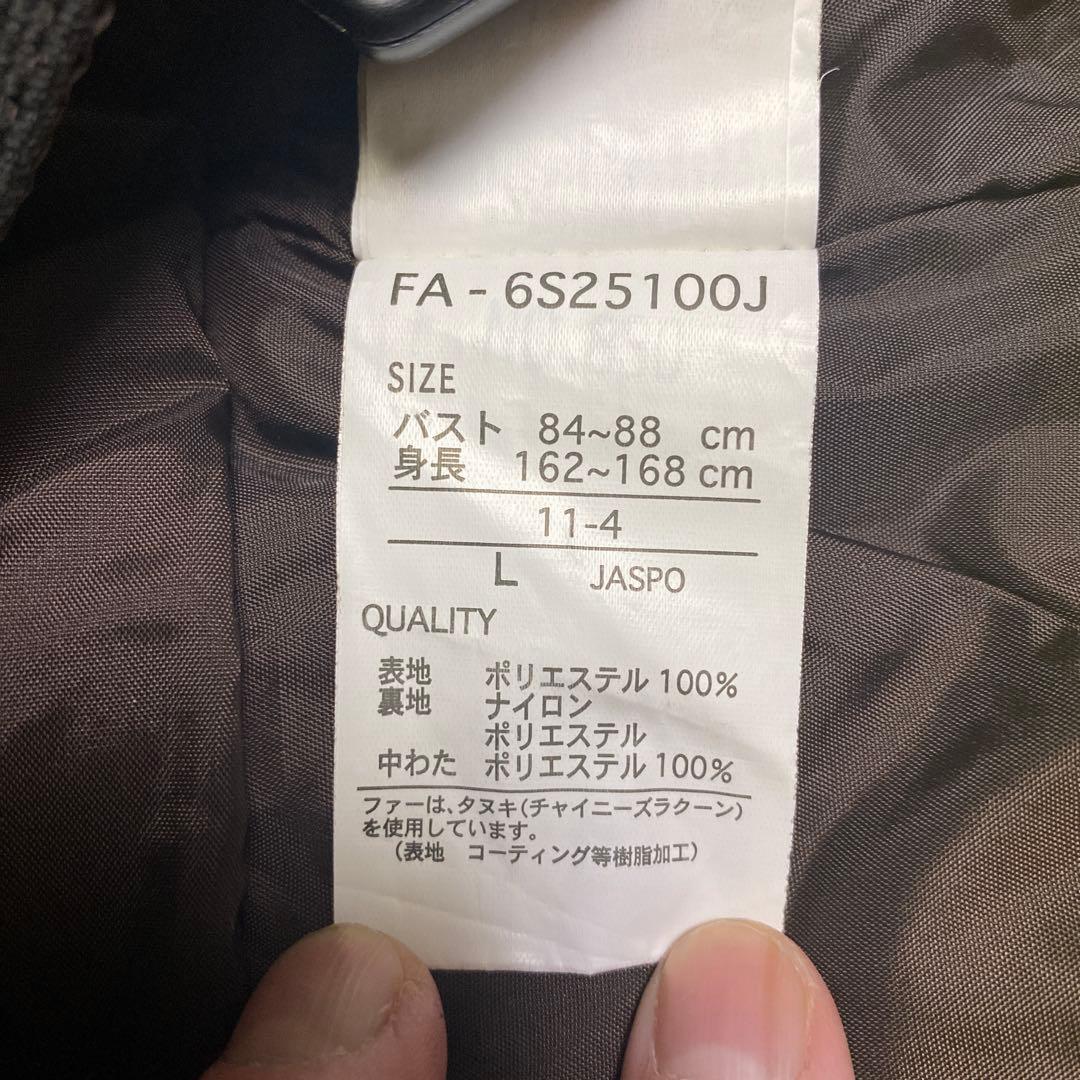 FA - 6S25100J
SIZE
バスト 84~88 cm
身長 162~168 cm
11-4
L JASPO
QUALITY
表地 ポリエステル 100%
裏地 ナイロン
ポリエステル
中わた ポリエステル 100%
ファーは、タヌキ(チャイニーズラクーン)
を使用しています。
(表地 コーティング等樹脂加工)